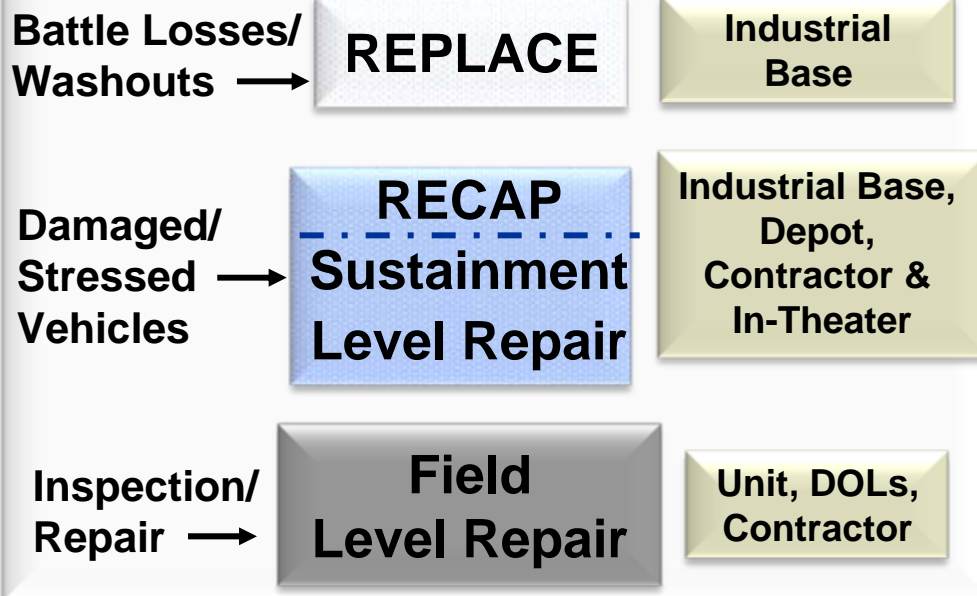 Battle Losses/
Washouts
REPLACE
Industrial
Base
Damaged/
Stressed
Vehicles
RECAP
Sustainment
Level Repair
Industrial Base,
Depot,
Contractor &
In-Theater
Inspection/
Repair
Field
Level Repair
Unit, DOLs,
Contractor